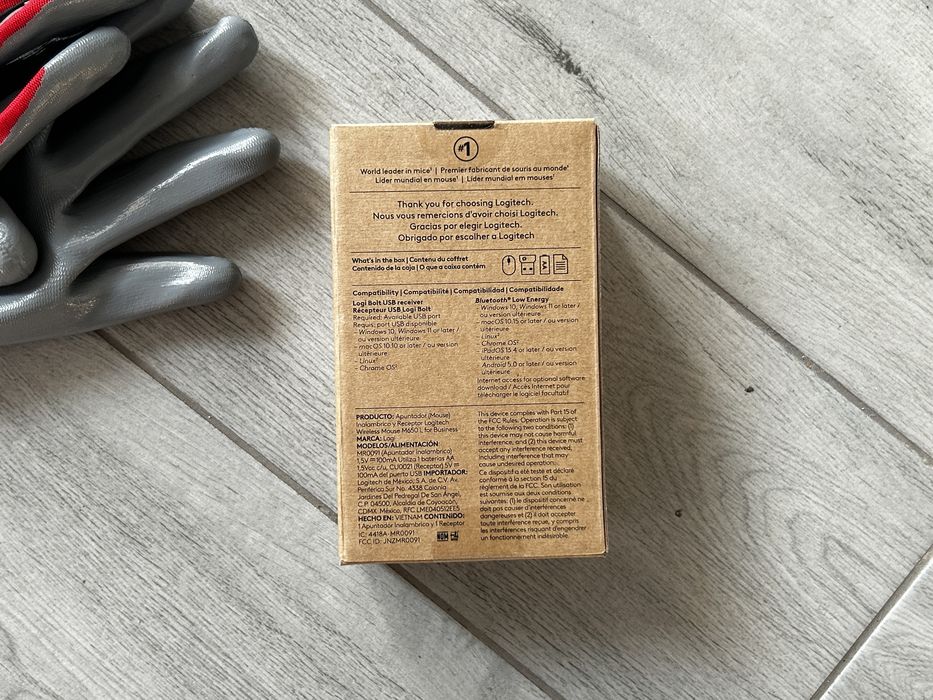 #1
World leader in mice¹ | Premier fabricant de souris au monde¹
Líder mundial en mouse¹ | Líder mundial em mouses¹
Thank you for choosing Logitech.
Nous vous remercions d'avoir choisi Logitech.
Gracias por elegir Logitech.
Obrigado por escolher a Logitech
What's in the box | Contenu du coffret
Contenido de la caja | O que a caixa contém
Compatibility | Compatibilité | Compatibilidad | Compatibilidade
Logi Bolt USB receiver
Récepteur USB Logi Bolt
Required: Available USB port
Requis: port USB disponible
- Windows 10, Windows 11 or later /
ou version ultérieure
- macOS 10.10 or later / ou version
ultérieure
- Linux²
- Chrome OS²
Bluetooth® Low Energy
- Windows 10, Windows 11 or later /
ou version ultérieure
- macOS 10.15 or later / ou version
ultérieure
- Linux²
- Chrome OS²
- iPadOS 13.4 or later / ou version
ultérieure
- Android 5.0 or later / ou version
ultérieure
Internet access for optional software
download / Accès Internet pour
télécharger le logiciel facultatif
PRODUCTO: Apuntador (Mouse)
Inalambrico y Receptor Logitech
Wireless Mouse M650 L for Business
MARCA: Logi
MODELOS/ALIMENTACIÓN:
MR0091 (Apuntador Inalambrico)
1,5V ⎓ 100mA Utiliza 1 baterias AA
1,5Vcc c/u, CU0021 (Receptor) 5V ⎓
100mA del puerto USB IMPORTADOR:
Logitech de México, S.A. de C.V. Av.
Periférico Sur No. 4338 Colonia
Jardines Del Pedregal De San Ángel,
C.P. 04500, Alcaldía de Coyoacán,
CDMX. México, RFC LME040512EE5
HECHO EN: VIETNAM CONTENIDO:
1 Apuntador Inalambrico y 1 Receptor
IC: 4418A-MR0091
FCC ID: JNZMR0091
NOM
This device complies with Part 15 of
the FCC Rules. Operation is subject
to the following two conditions: (1)
this device may not cause harmful
interference, and (2) this device must
accept any interference received,
including interference that may
cause undesired operation.
Ce dispositif a été testé et déclaré
conforme à la section 15 du
règlement de la FCC. Son utilisation
est soumise aux deux conditions
suivantes: (1) le dispositif concerné ne
doit pas causer d'interférences
dangereuses et (2) il doit accepter
toute interférence reçue, y compris
les interférences risquant d'engendrer
un fonctionnement indésirable.